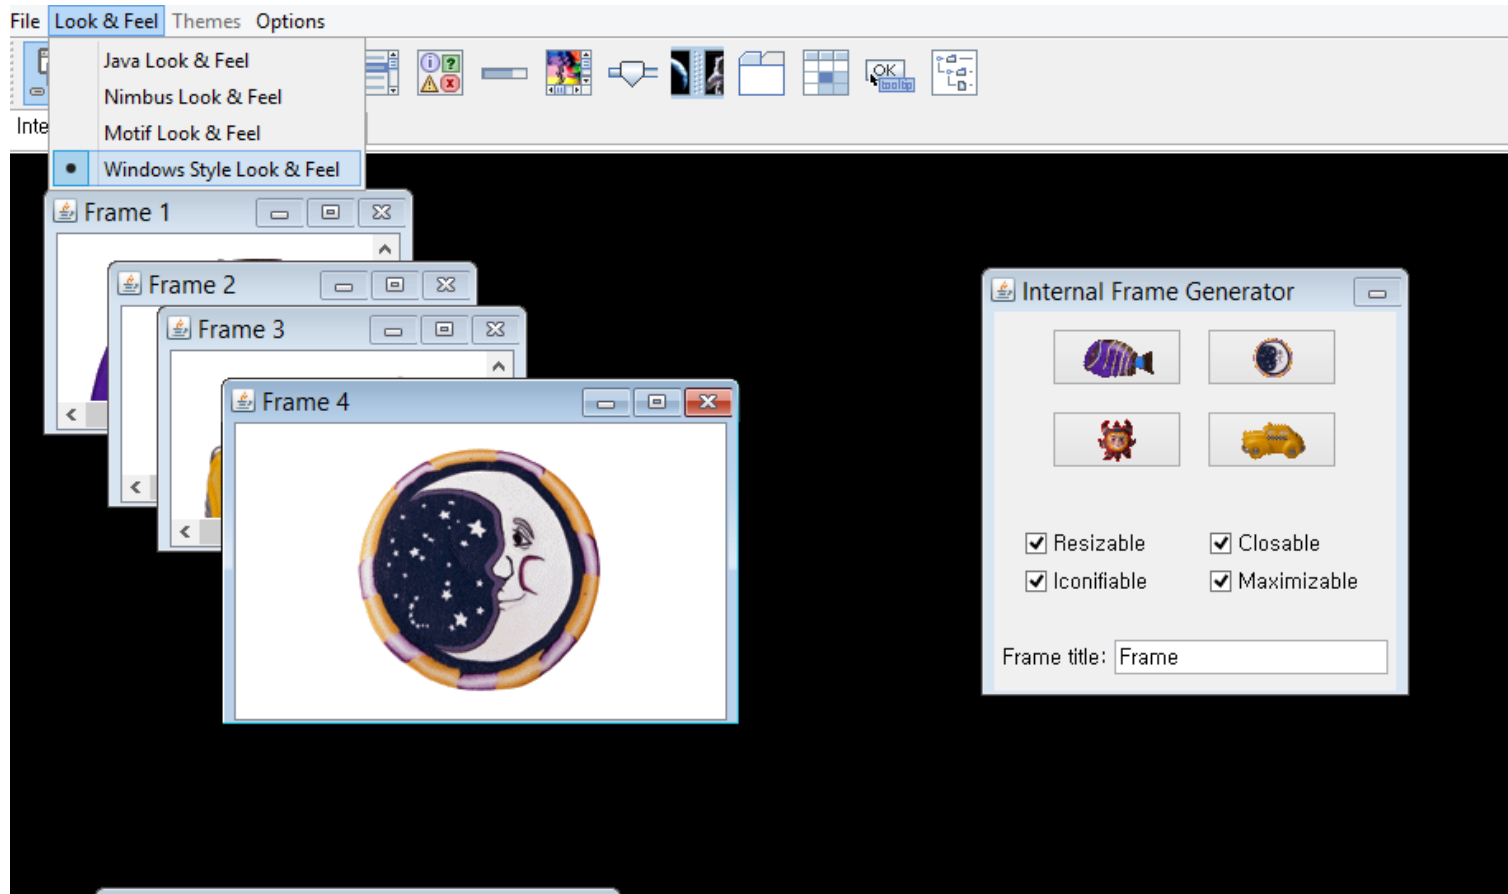 File Look & Feel Themes Options
Java Look & Feel
Nimbus Look & Feel
Motif Look & Feel
Windows Style Look & Feel
OK
tooltip
Inte
Frame 1
Frame 2
Frame 3
Frame 4
Internal Frame Generator
Resizable Closable
Iconifiable Maximizable
Frame title: Frame